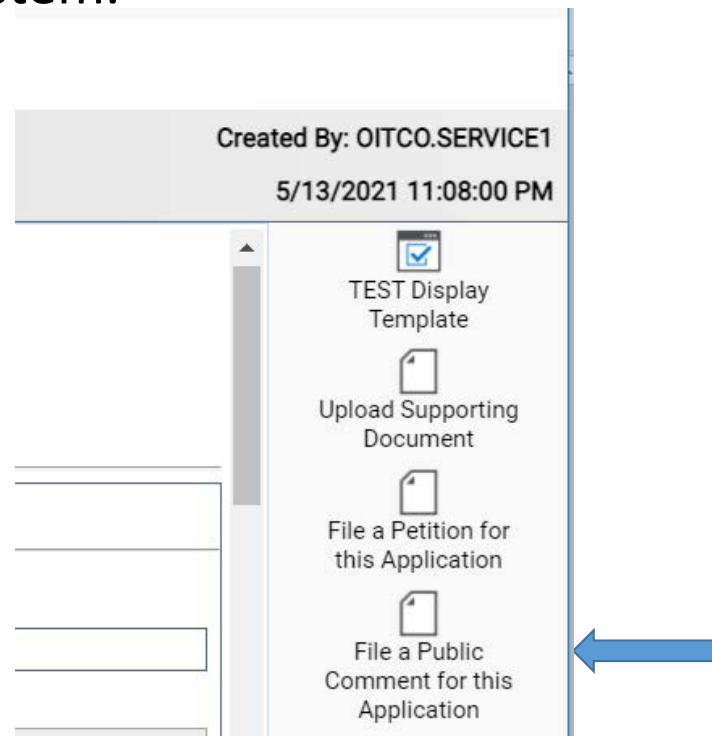 Created By: OITCO.SERVICE1
5/13/2021 11:08:00 PM
TEST Display
Template
Upload Supporting
Document
File a Petition for
this Application
File a Public
Comment for this
Application